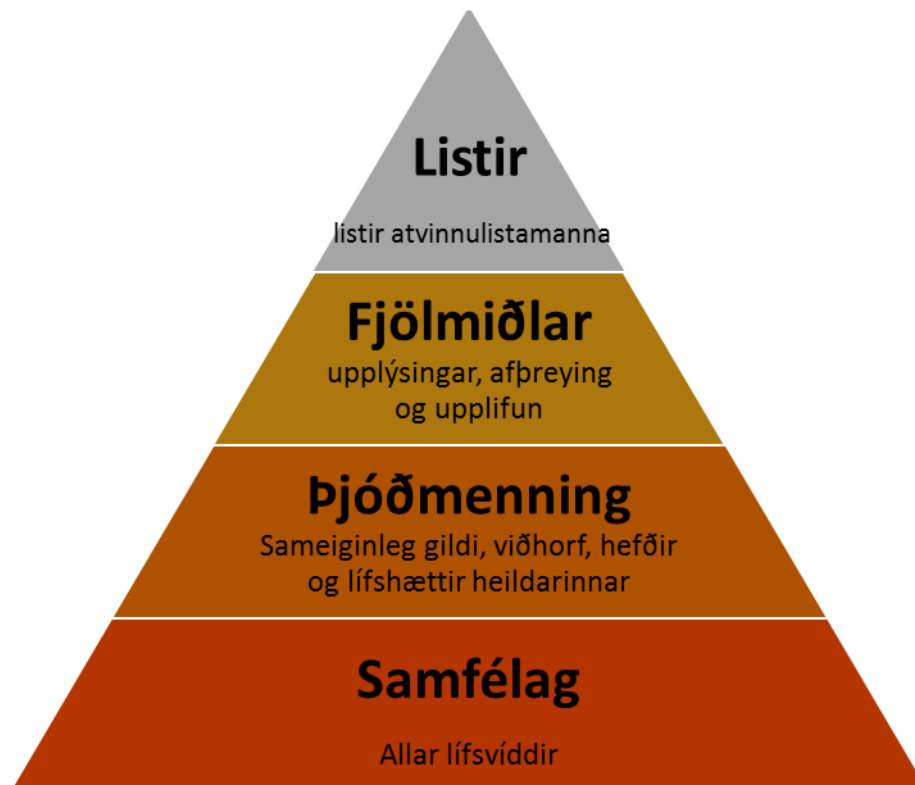 Listir
listir atvinnulistamanna
Fjölmiðlar
upplýsingar, afþreying
og upplifun
Þjóðmenning
Sameiginleg gildi, viðhorf, hefðir
og lífshættir heildarinnar
Samfélag
Allar lífsvíddir